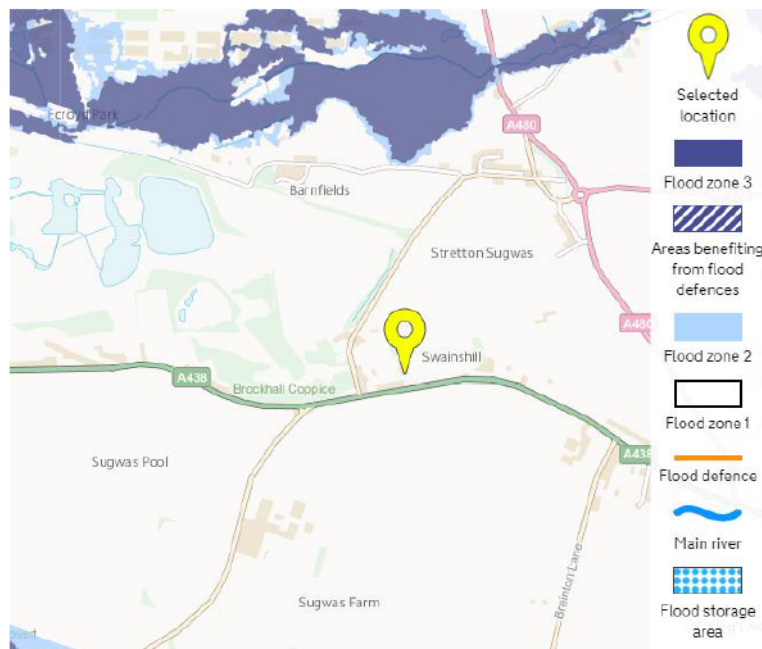 Ecroyd Park
A480
Barnfields
Stretton Sugwas
A480
Swainshill
A438
Brockhall Coppice
Sugwas Pool
A438
Breinton Lane
Sugwas Farm
Selected
location
Flood zone 3
Areas benefiting
from flood
defences
Flood zone 2
Flood zone 1
Flood defence
Main river
Flood storage
area